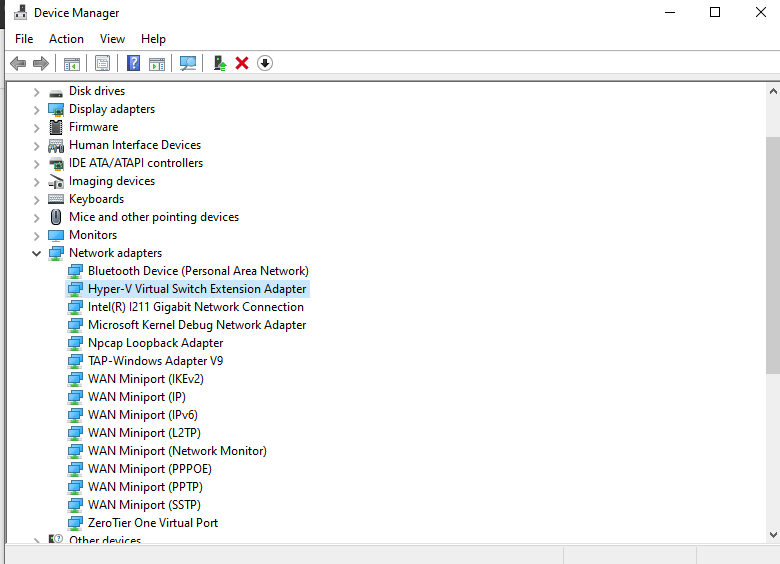 Device Manager
File Action View Help
Disk drives
Display adapters
Firmware
Human Interface Devices
IDE ATA/ATAPI controllers
Imaging devices
Keyboards
Mice and other pointing devices
Monitors
Network adapters
Bluetooth Device (Personal Area Network)
Hyper-V Virtual Switch Extension Adapter
Intel(R) I211 Gigabit Network Connection
Microsoft Kernel Debug Network Adapter
Npcap Loopback Adapter
TAP-Windows Adapter V9
WAN Miniport (IKEv2)
WAN Miniport (IP)
WAN Miniport (IPv6)
WAN Miniport (L2TP)
WAN Miniport (Network Monitor)
WAN Miniport (PPPOE)
WAN Miniport (PPTP)
WAN Miniport (SSTP)
ZeroTier One Virtual Port
Other devices